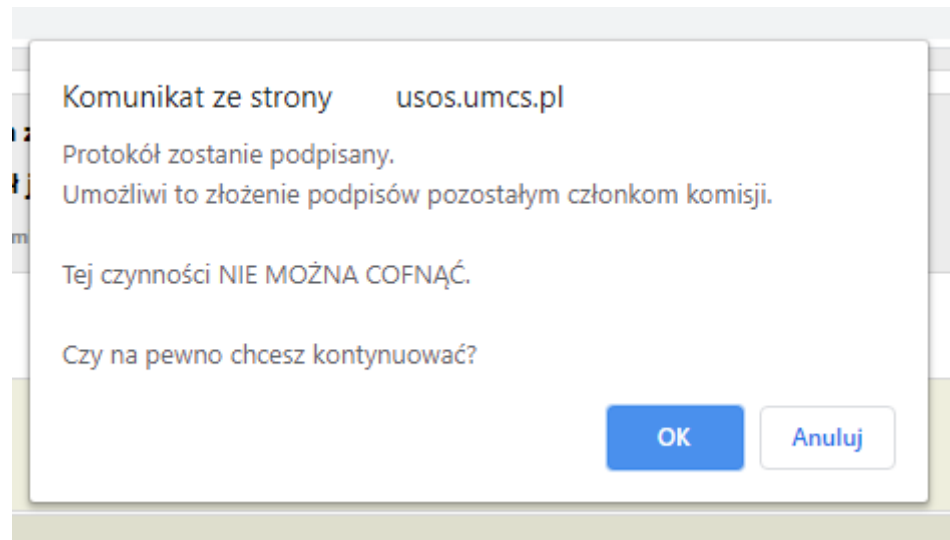 Komunikat ze strony usos.umcs.pl
Protokół zostanie podpisany.
Umożliwi to złożenie podpisów pozostałym członkom komisji.
Tej czynności NIE MOŻNA COFNĄĆ.
Czy na pewno chcesz kontynuować?
OK Anuluj